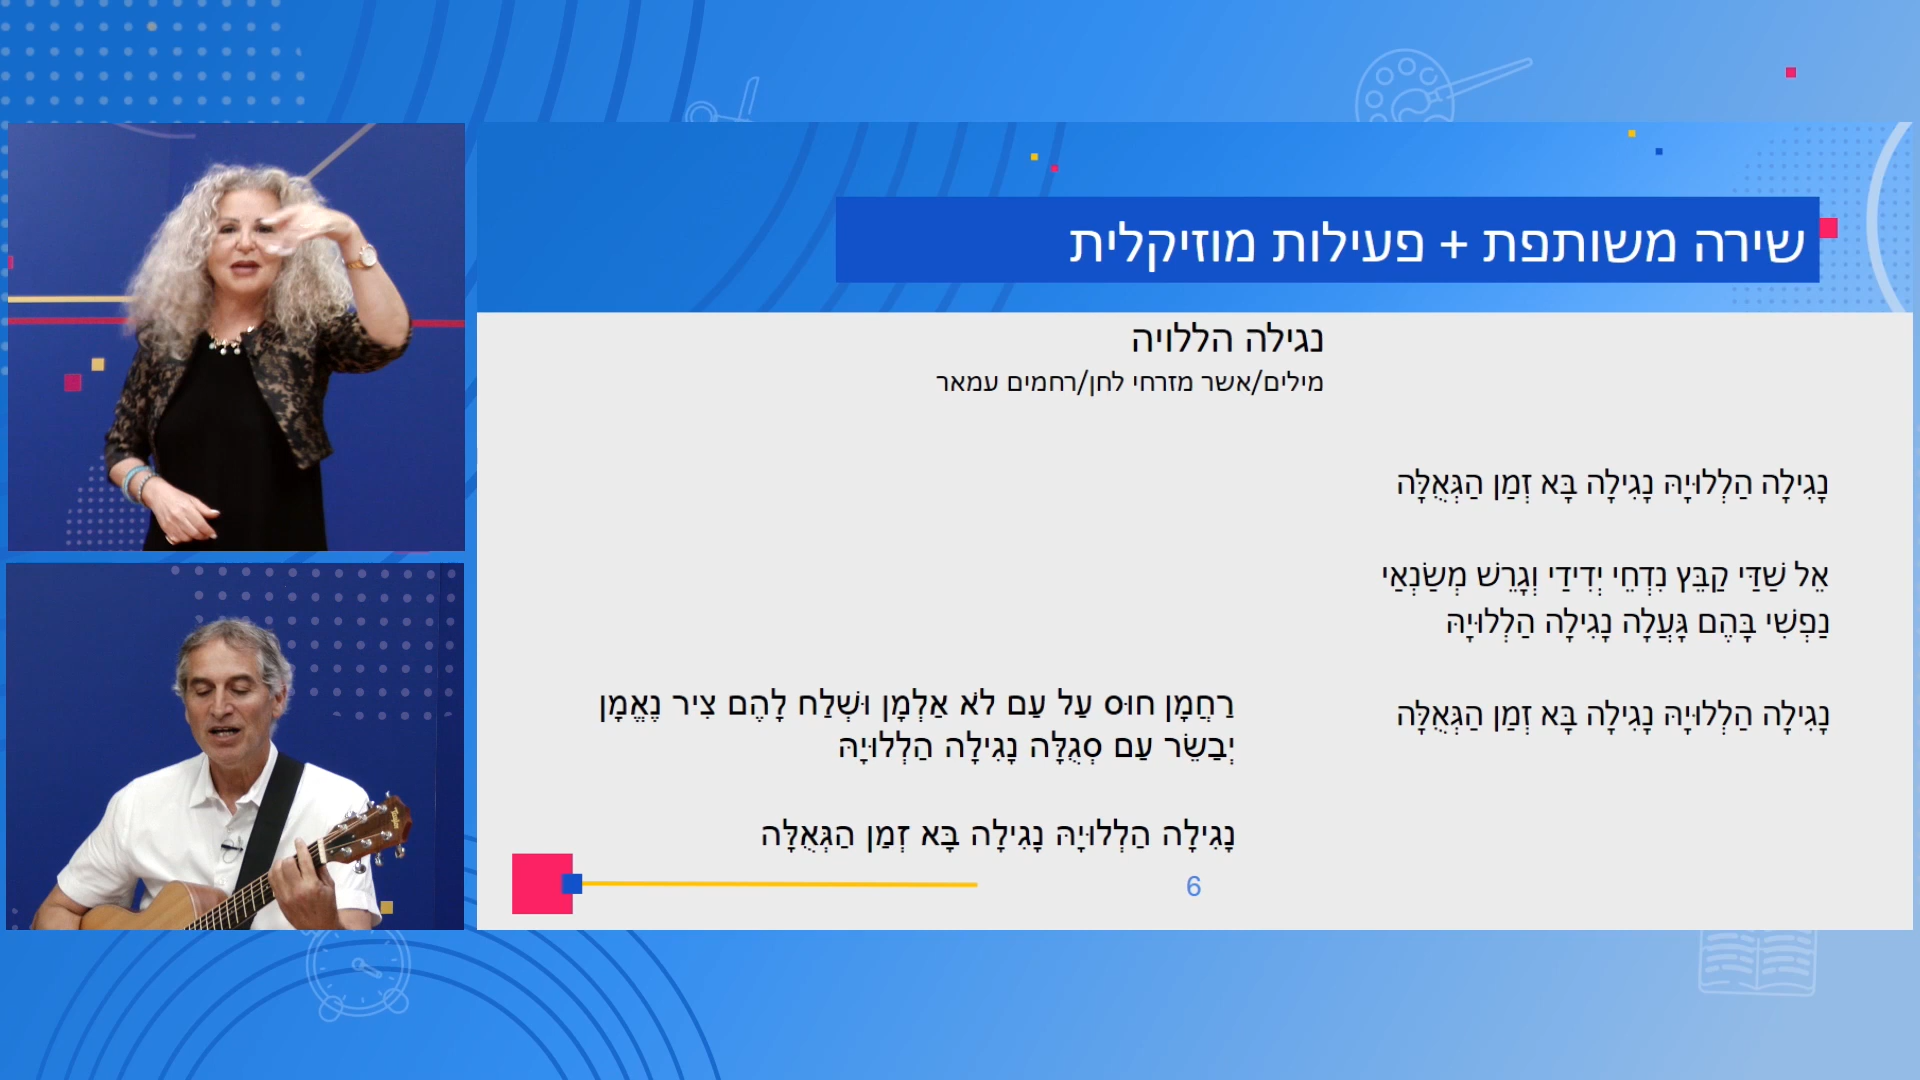 שירה משותפת + פעילות מוזיקלית
נגילה הללויה
מילים/אשר מזרחי לחן/רחמים עמאר
נָגִילָה הַלְלוּיָהּ נָגִילָה בָּא זְמַן הַגְּאֻלָּה
אֵל שַׁדַּי קַבֵּץ נִדְחֵי יְדִידַי וְגָרֵשׁ מְשַׂנְאַי
נַפְשִׁי בָּהֶם גָּעֲלָה נָגִילָה הַלְלוּיָהּ
נָגִילָה הַלְלוּיָהּ נָגִילָה בָּא זְמַן הַגְּאֻלָּה
רַחֲמָן חוּס עַל עַם לֹא אַלְמָן וּשְׁלַח לָהֶם צִיר נֶאֱמָן
יְבַשֵּׂר עַם סְגֻלָּה נָגִילָה הַלְלוּיָהּ
נָגִילָה הַלְלוּיָהּ נָגִילָה בָּא זְמַן הַגְּאֻלָּה
6